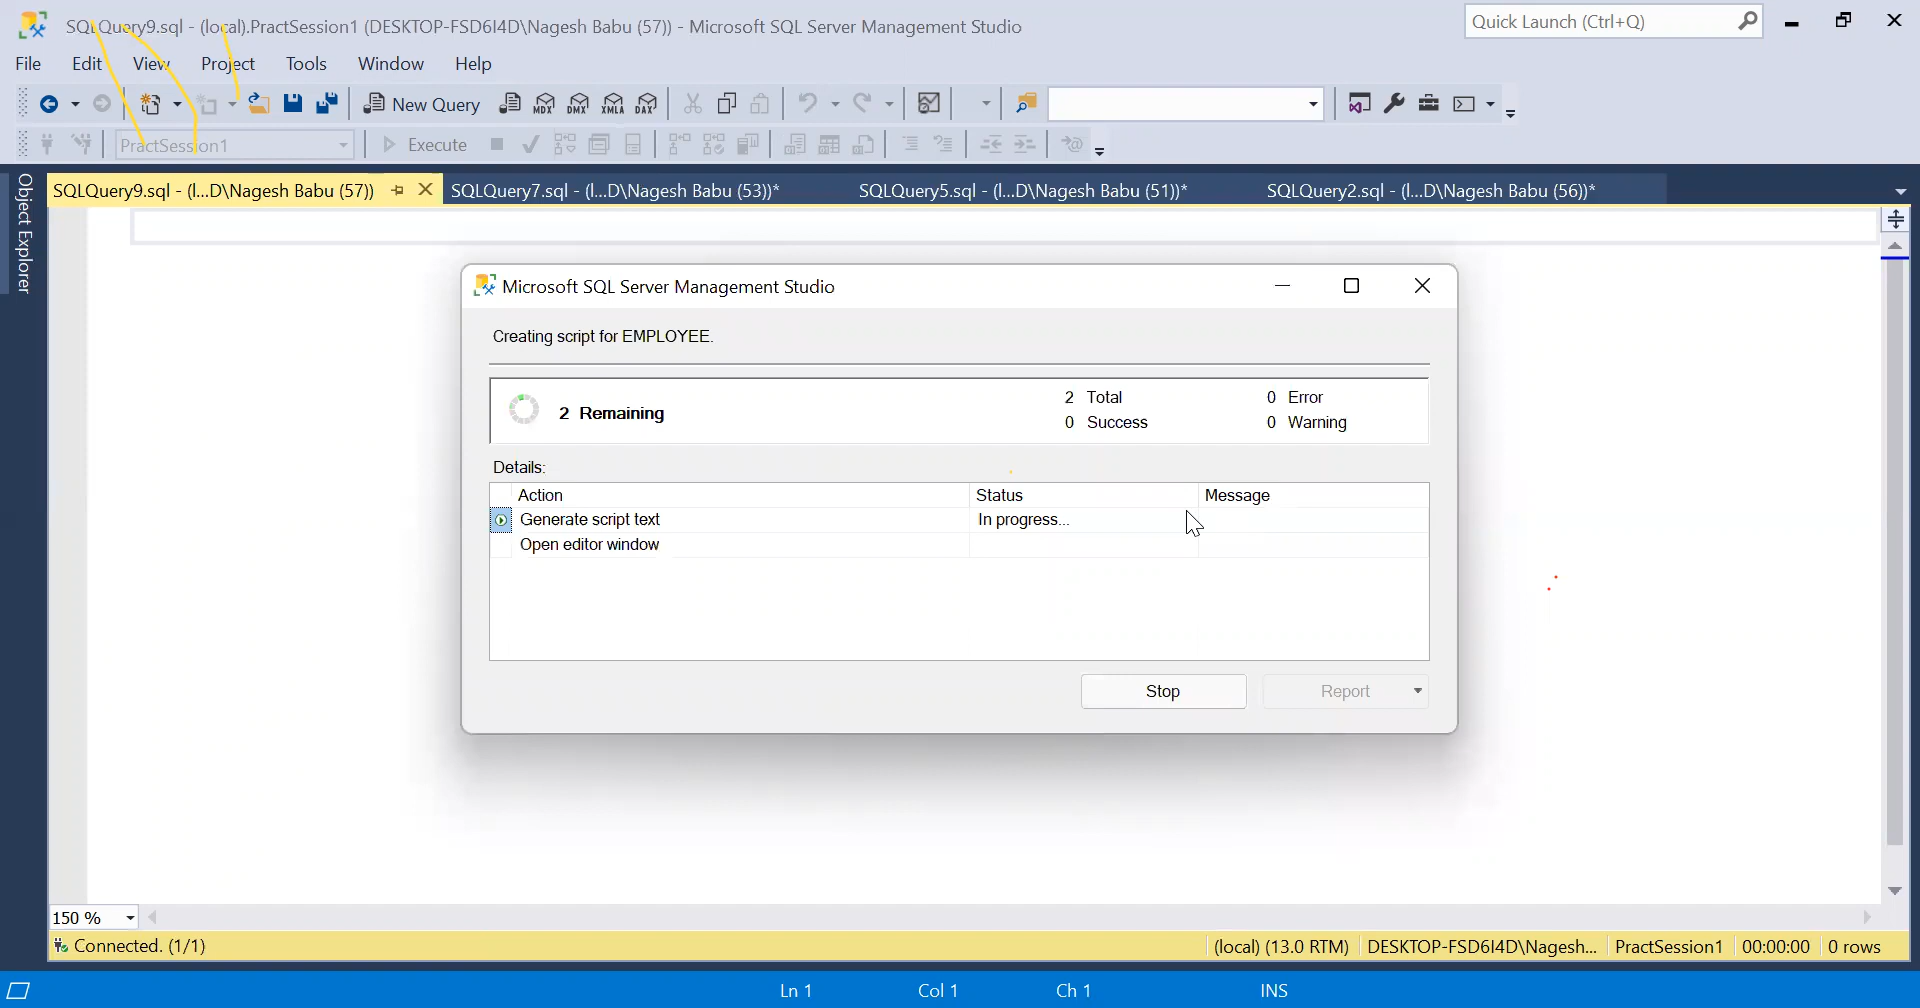 SQLQuery9.sql - (local).PractSession1 (DESKTOP-FSD6I4D\Nagesh Babu (57)) - Microsoft SQL Server Management Studio
Quick Launch (Ctrl+Q)
File Edit View Project Tools Window Help
New Query MDX DMX XMLA DAX
PractSession1 Execute
Object Explorer
SQLQuery9.sql - (l...D\Nagesh Babu (57)) SQLQuery7.sql - (l...D\Nagesh Babu (53))* SQLQuery5.sql - (l...D\Nagesh Babu (51))* SQLQuery2.sql - (l...D\Nagesh Babu (56))*
Microsoft SQL Server Management Studio
Creating script for EMPLOYEE.
2 Remaining
2 Total 0 Error
0 Success 0 Warning
Details:
Action Status Message
Generate script text In progress...
Open editor window
Stop Report
150 %
Connected. (1/1) (local) (13.0 RTM) DESKTOP-FSD6I4D\Nagesh... PractSession1 00:00:00 0 rows
Ln 1 Col 1 Ch 1 INS